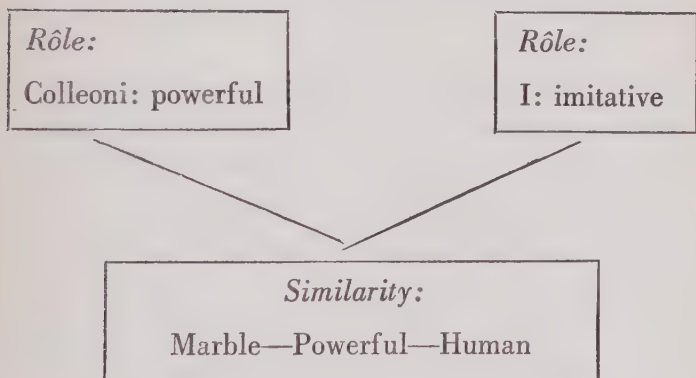 Rôle:
Colleoni: powerful
Rôle:
I: imitative
Similarity:
Marble—Powerful—Human